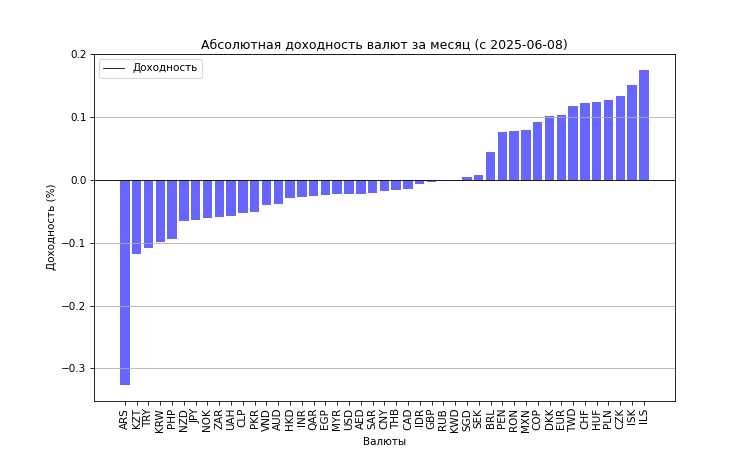 Абсолютная доходность валют за месяц (с 2025-06-08)
Доходность
0.2
0.1
0.0
−0.1
−0.2
−0.3
Доходность (%)
ARS KZT TRY KRW PHP NZD JPY NOK ZAR UAH CLP PKR VND AUD HKD INR QAR EGP MYR USD AED SAR CNY THB CAD IDR GBP RUB KWD SGD SEK BRL PEN RON MXN COP DKK EUR TWD CHF HUF PLN CZK ISK ILS
Валюты